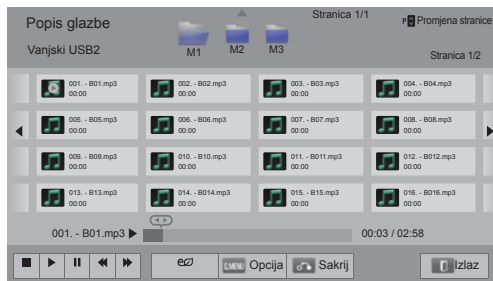 Popis glazbe
Stranica 1/1
P Promjena stranice
Vanjski USB2
M1 M2 M3
Stranica 1/2
001. - B01.mp3 002. - B02.mp3 003. - B03.mp3 004. - B04.mp3
00:00 00:00 00:00 00:00
005. - B05.mp3 006. - B06.mp3 007. - B07.mp3 008. - B08.mp3
00:00 00:00 00:00 00:00
009. - B09.mp3 010. - B10.mp3 011. - B011.mp3 012. - B012.mp3
00:00 00:00 00:00 00:00
013. - B13.mp3 014. - B014.mp3 015. - B15.mp3 016. - B016.mp3
00:00 00:00 00:00 00:00
001. - B01.mp3 00:03 / 02:58
Q.MENU Opcija Sakrij Izlaz